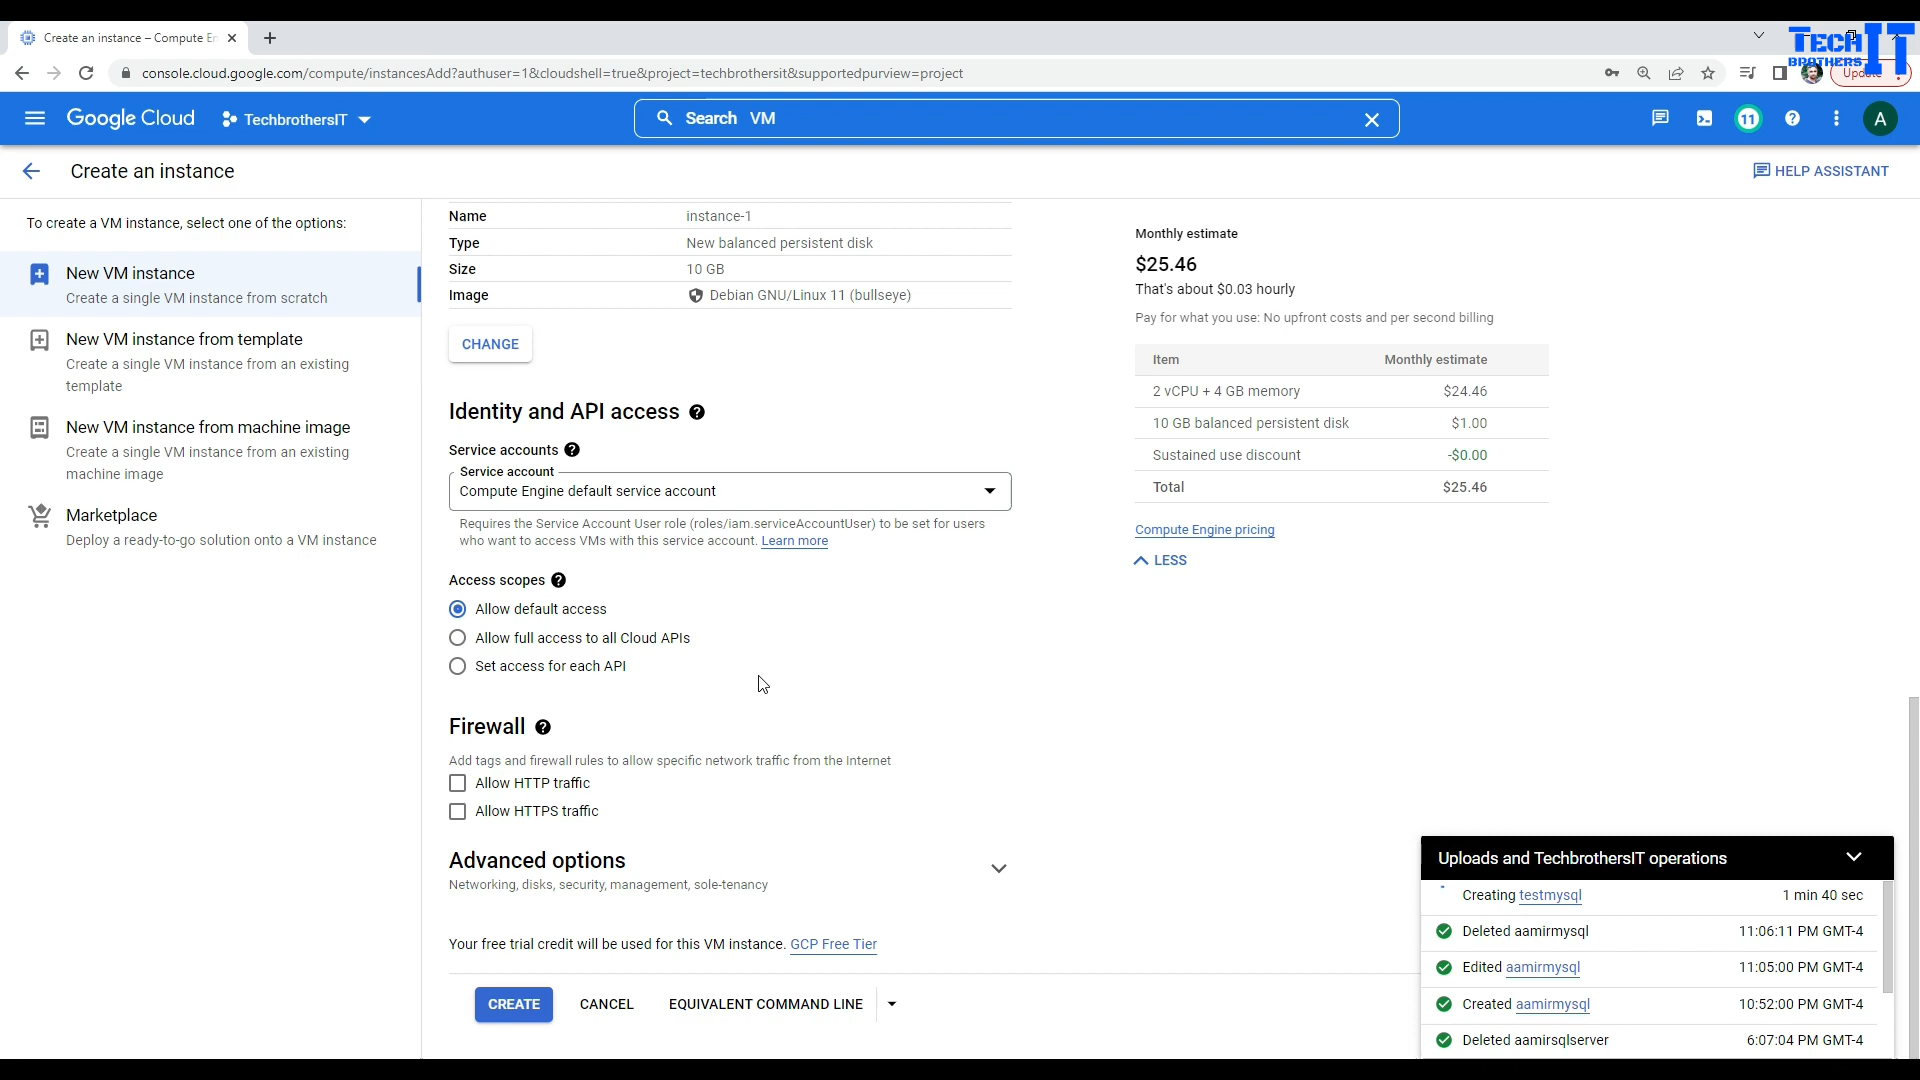 Create an instance – Compute En
TECH IT
BROTHERS
console.cloud.google.com/compute/instancesAdd?authuser=1&cloudshell=true&project=techbrothersit&supportedpurview=project
Google Cloud
TechbrothersIT
Search VM
11
A
Create an instance
HELP ASSISTANT
To create a VM instance, select one of the options:
New VM instance
Create a single VM instance from scratch
New VM instance from template
Create a single VM instance from an existing
template
New VM instance from machine image
Create a single VM instance from an existing
machine image
Marketplace
Deploy a ready-to-go solution onto a VM instance
Name instance-1
Type New balanced persistent disk
Size 10 GB
Image Debian GNU/Linux 11 (bullseye)
CHANGE
Identity and API access
Service accounts
Service account
Compute Engine default service account
Requires the Service Account User role (roles/iam.serviceAccountUser) to be set for users
who want to access VMs with this service account. Learn more
Access scopes
Allow default access
Allow full access to all Cloud APIs
Set access for each API
Firewall
Add tags and firewall rules to allow specific network traffic from the Internet
Allow HTTP traffic
Allow HTTPS traffic
Advanced options
Networking, disks, security, management, sole-tenancy
Your free trial credit will be used for this VM instance. GCP Free Tier
CREATE CANCEL EQUIVALENT COMMAND LINE
Monthly estimate
$25.46
That's about $0.03 hourly
Pay for what you use: No upfront costs and per second billing
Item Monthly estimate
2 vCPU + 4 GB memory $24.46
10 GB balanced persistent disk $1.00
Sustained use discount -$0.00
Total $25.46
Compute Engine pricing
LESS
Uploads and TechbrothersIT operations
Creating testmysql 1 min 40 sec
Deleted aamirmysql 11:06:11 PM GMT-4
Edited aamirmysql 11:05:00 PM GMT-4
Created aamirmysql 10:52:00 PM GMT-4
Deleted aamirsqlserver 6:07:04 PM GMT-4